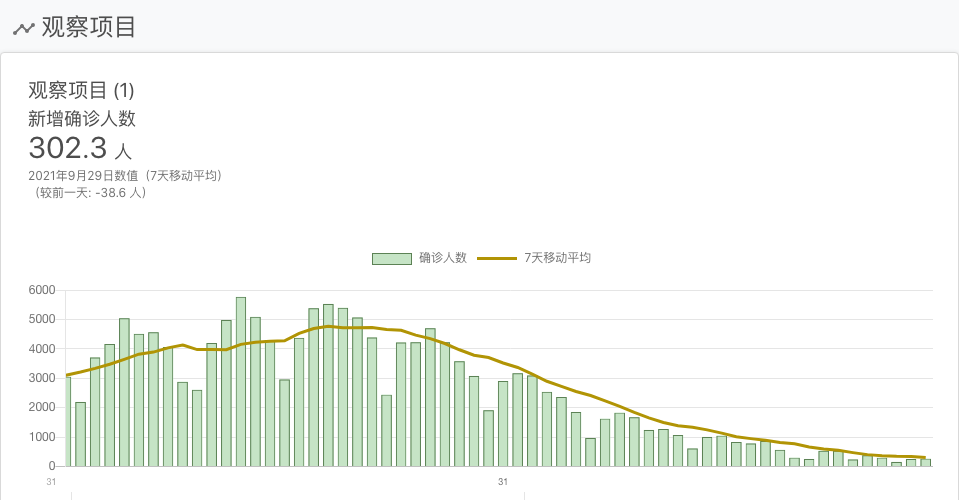 观察项目
观察项目 (1)
新增确诊人数
302.3 人
2021年9月29日数值（7天移动平均）
（较前一天: -38.6 人）
确诊人数 7天移动平均
6000
5000
4000
3000
2000
1000
0
31 31